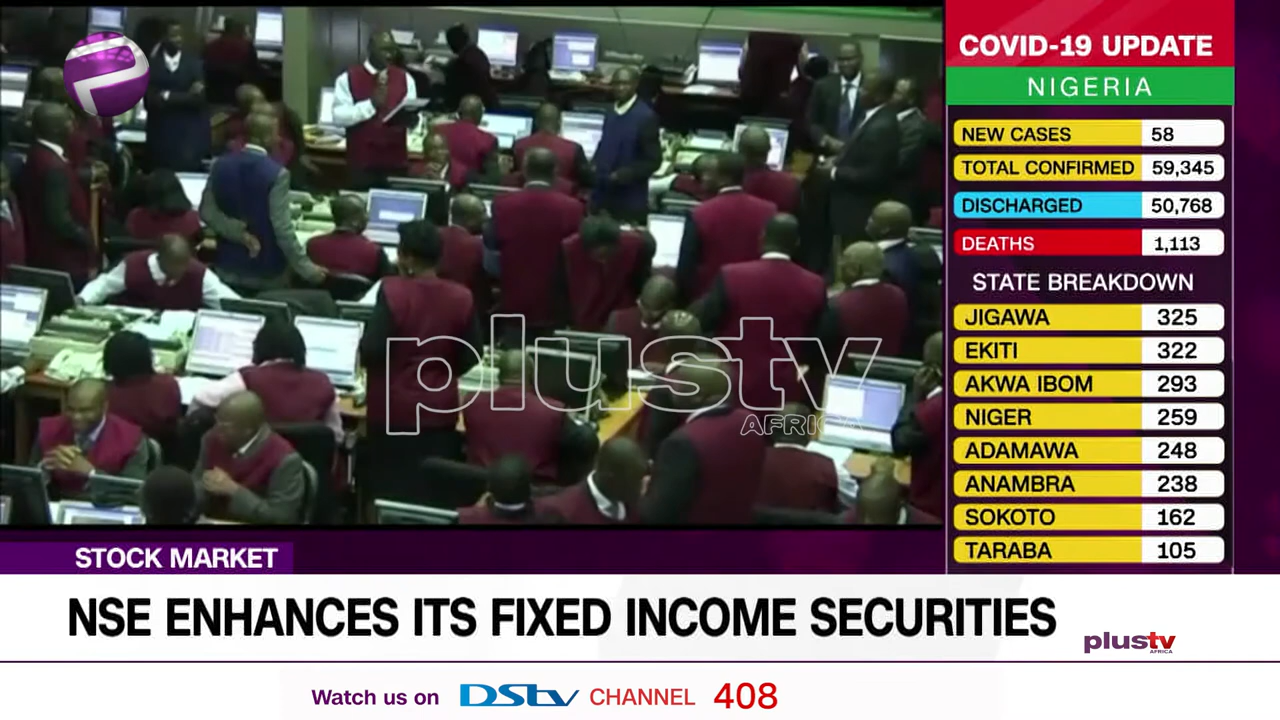 COVID-19 UPDATE
NIGERIA
NEW CASES 58
TOTAL CONFIRMED 59,345
DISCHARGED 50,768
DEATHS 1,113
STATE BREAKDOWN
JIGAWA 325
EKITI 322
AKWA IBOM 293
NIGER 259
ADAMAWA 248
ANAMBRA 238
SOKOTO 162
TARABA 105
plustv
AFRICA
STOCK MARKET
NSE ENHANCES ITS FIXED INCOME SECURITIES
plustv
AFRICA
Watch us on DStv CHANNEL 408